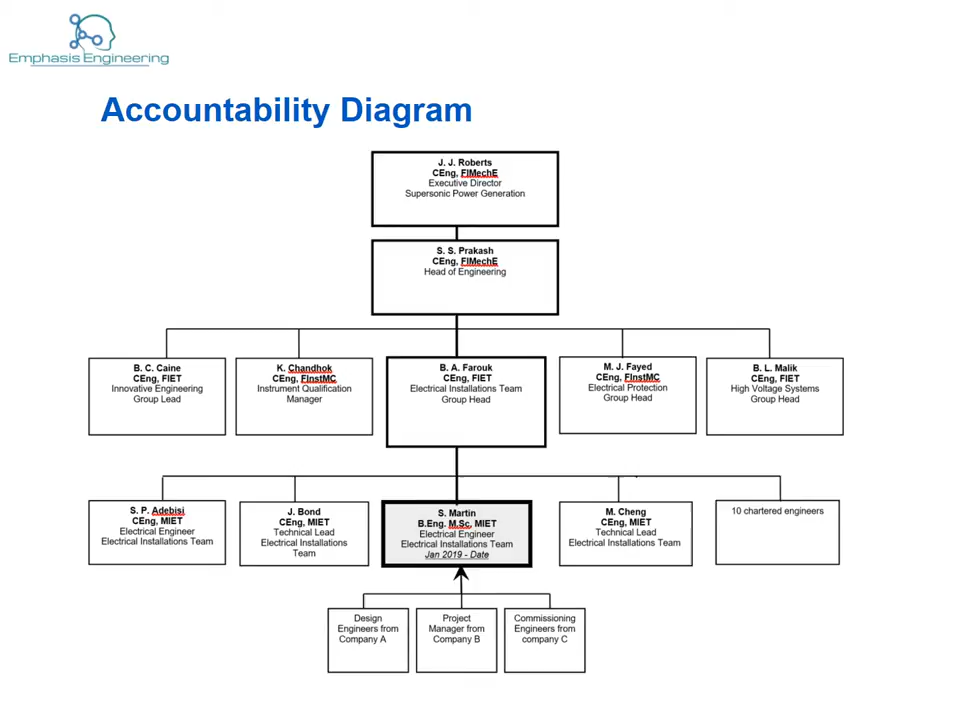 Emphasis Engineering
Accountability Diagram
J. J. Roberts
CEng, FIMechE
Executive Director
Supersonic Power Generation
S. S. Prakash
CEng, FIMechE
Head of Engineering
B. C. Caine
CEng, FIET
Innovative Engineering
Group Lead
K. Chandhok
CEng, FInstMC
Instrument Qualification
Manager
B. A. Farouk
CEng, FIET
Electrical Installations Team
Group Head
M. J. Fayed
CEng, FInstMC
Electrical Protection
Group Head
B. L. Malik
CEng, FIET
High Voltage Systems
Group Head
S. P. Adebisi
CEng, MIET
Electrical Engineer
Electrical Installations Team
J. Bond
CEng, MIET
Technical Lead
Electrical Installations
Team
S. Martin
B.Eng. M.Sc, MIET
Electrical Engineer
Electrical Installations Team
Jan 2019 - Date
M. Cheng
CEng, MIET
Technical Lead
Electrical Installations Team
10 chartered engineers
Design
Engineers from
Company A
Project
Manager from
Company B
Commissioning
Engineers from
company C